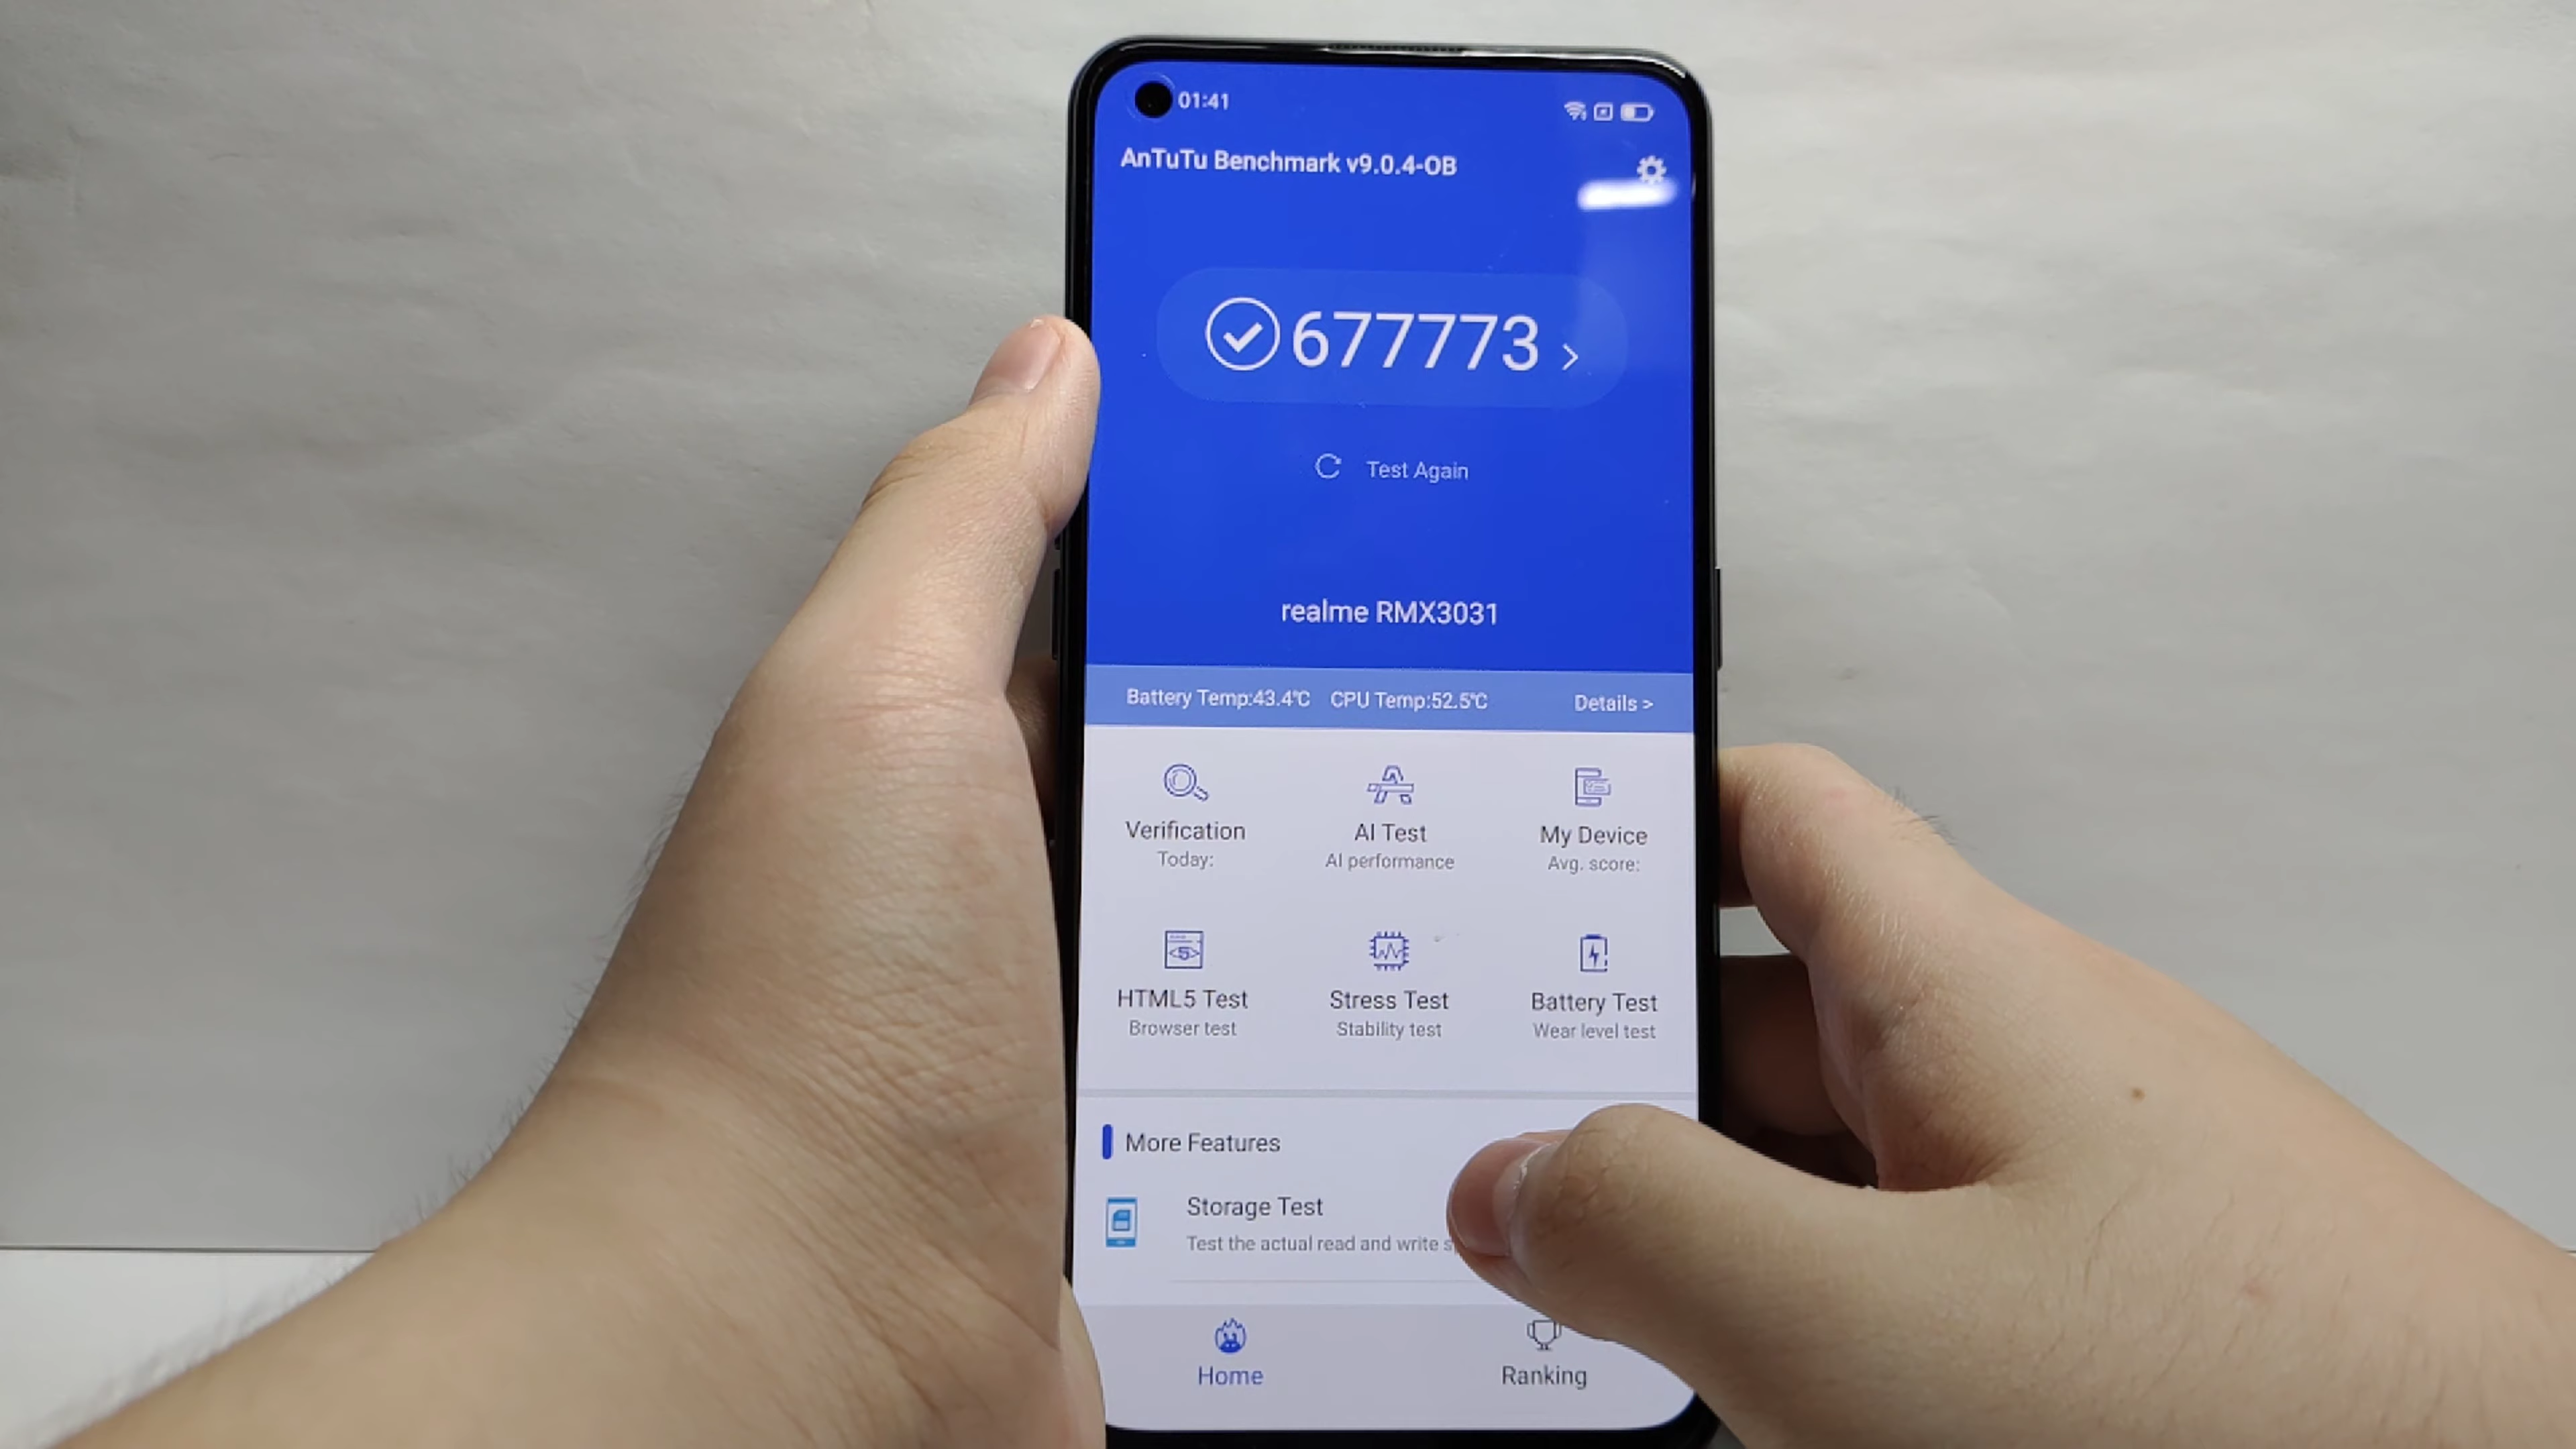 01:41
AnTuTu Benchmark v9.0.4-OB
677773
Test Again
realme RMX3031
Battery Temp:43.4℃ CPU Temp:52.5℃ Details >
Verification AI Test My Device
Today: AI performance Avg. score:
HTML5 Test Stress Test Battery Test
Browser test Stability test Wear level test
More Features
Storage Test
Test the actual read and write
Home Ranking